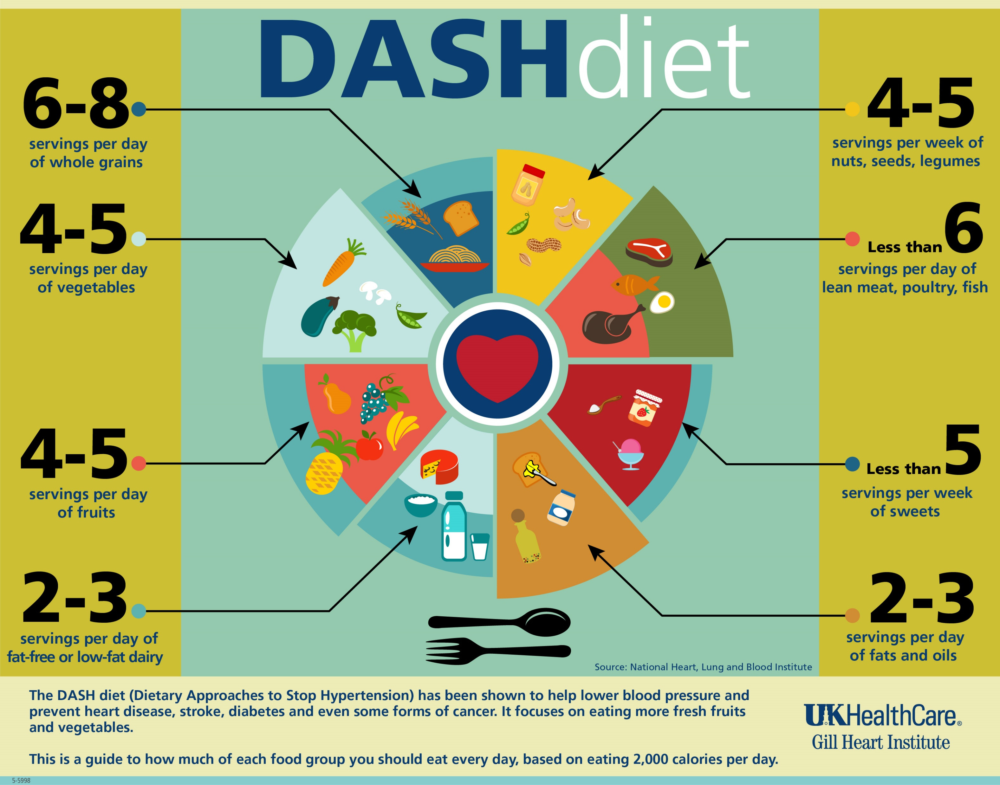 DASHdiet
6-8
servings per day
of whole grains
4-5
servings per day
of vegetables
4-5
servings per day
of fruits
2-3
servings per day of
fat-free or low-fat dairy
4-5
servings per week of
nuts, seeds, legumes
Less than 6
servings per day of
lean meat, poultry, fish
Less than 5
servings per week
of sweets
2-3
servings per day
of fats and oils
Source: National Heart, Lung and Blood Institute
The DASH diet (Dietary Approaches to Stop Hypertension) has been shown to help lower blood pressure and
prevent heart disease, stroke, diabetes and even some forms of cancer. It focuses on eating more fresh fruits
and vegetables.
This is a guide to how much of each food group you should eat every day, based on eating 2,000 calories per day.
UKHealthCare®
Gill Heart Institute
5-5998